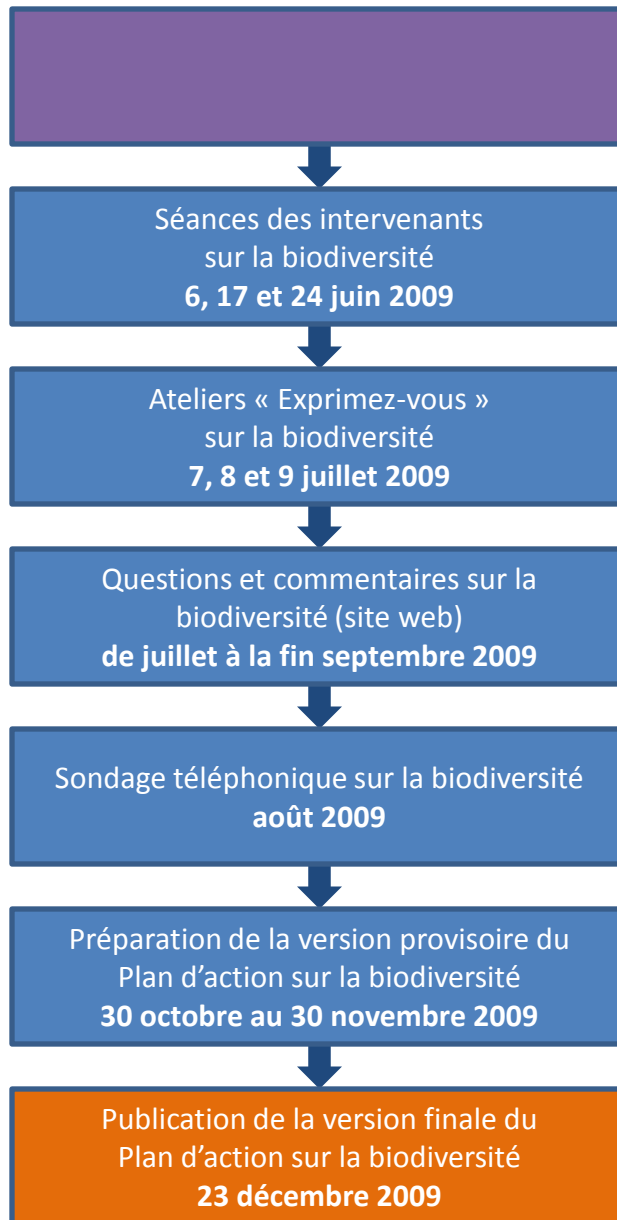 Séances des intervenants
sur la biodiversité
6, 17 et 24 juin 2009
Ateliers « Exprimez-vous »
sur la biodiversité
7, 8 et 9 juillet 2009
Questions et commentaires sur la
biodiversité (site web)
de juillet à la fin septembre 2009
Sondage téléphonique sur la biodiversité
août 2009
Préparation de la version provisoire du
Plan d’action sur la biodiversité
30 octobre au 30 novembre 2009
Publication de la version finale du
Plan d’action sur la biodiversité
23 décembre 2009